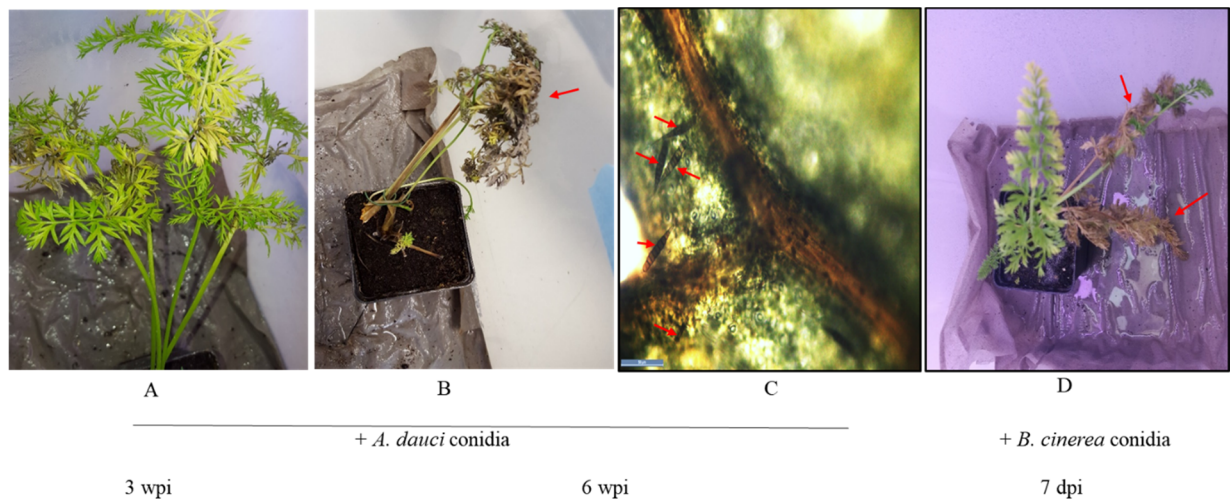 A
B
C
D
+ A. dauci conidia
+ B. cinerea conidia
3 wpi
6 wpi
7 dpi